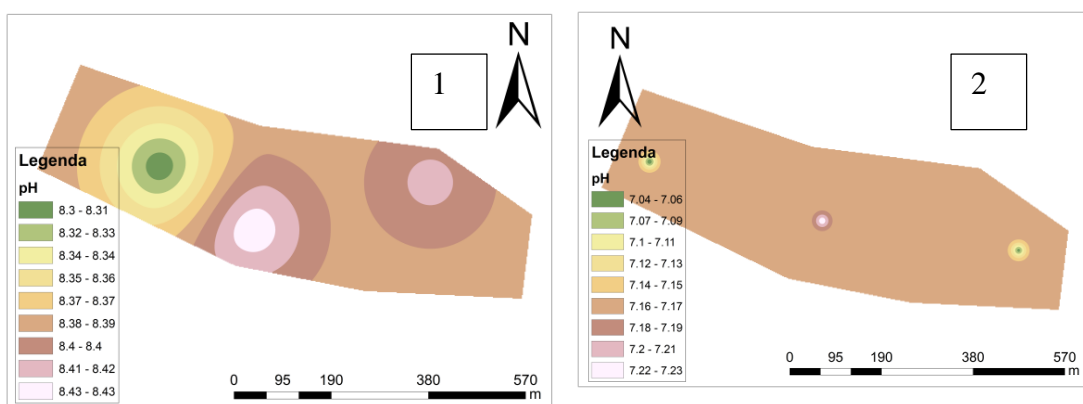 N
1
Legenda
pH
8.3 - 8.31
8.32 - 8.33
8.34 - 8.34
8.35 - 8.36
8.37 - 8.37
8.38 - 8.39
8.4 - 8.4
8.41 - 8.42
8.43 - 8.43
0 95 190 380 570
m
N
2
Legenda
pH
7.04 - 7.06
7.07 - 7.09
7.1 - 7.11
7.12 - 7.13
7.14 - 7.15
7.16 - 7.17
7.18 - 7.19
7.2 - 7.21
7.22 - 7.23
0 95 190 380 570
m